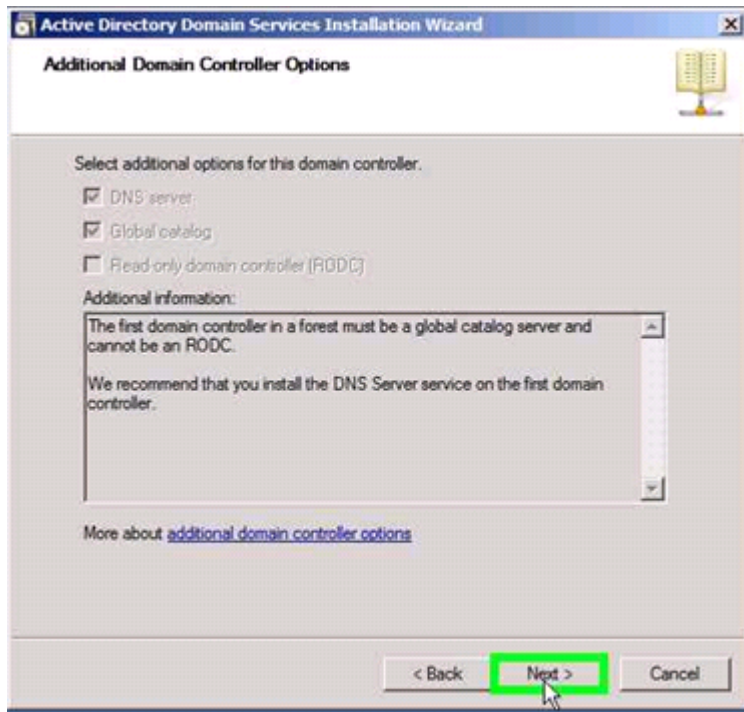 Active Directory Domain Services Installation Wizard
Additional Domain Controller Options
Select additional options for this domain controller.
DNS server
Global catalog
Read-only domain controller (RODC)
Additional information:
The first domain controller in a forest must be a global catalog server and
cannot be an RODC.
We recommend that you install the DNS Server service on the first domain
controller.
More about additional domain controller options
< Back
Next >
Cancel